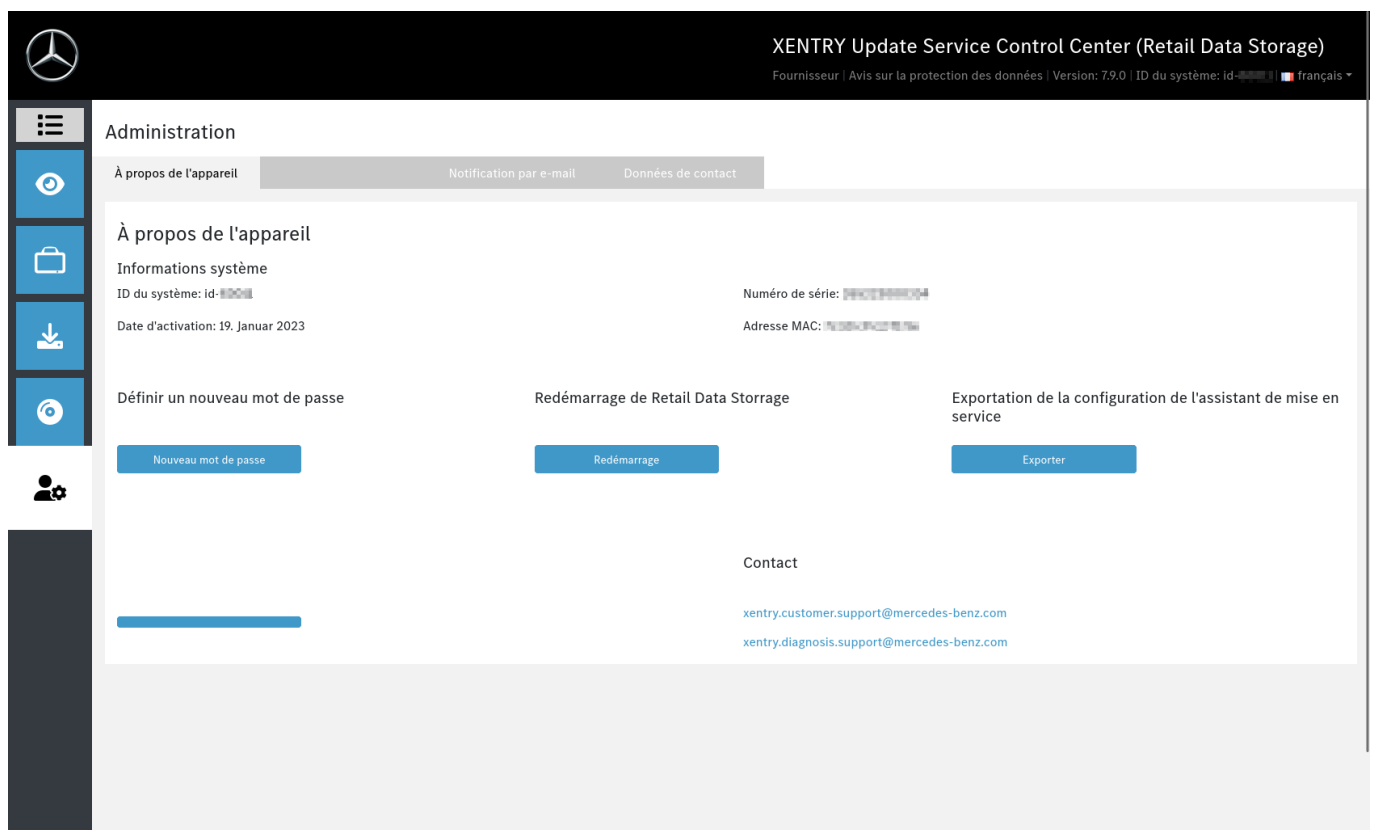 XENTRY Update Service Control Center (Retail Data Storage)
Fournisseur | Avis sur la protection des données | Version: 7.9.0 | ID du système: id- | français
Administration
À propos de l'appareil Notification par e-mail Données de contact
À propos de l'appareil
Informations système
ID du système: id- Numéro de série:
Date d'activation: 19. Januar 2023 Adresse MAC:
Définir un nouveau mot de passe Redémarrage de Retail Data Storrage Exportation de la configuration de l'assistant de mise en
service
Nouveau mot de passe Redémarrage Exporter
Contact
xentry.customer.support@mercedes-benz.com
xentry.diagnosis.support@mercedes-benz.com